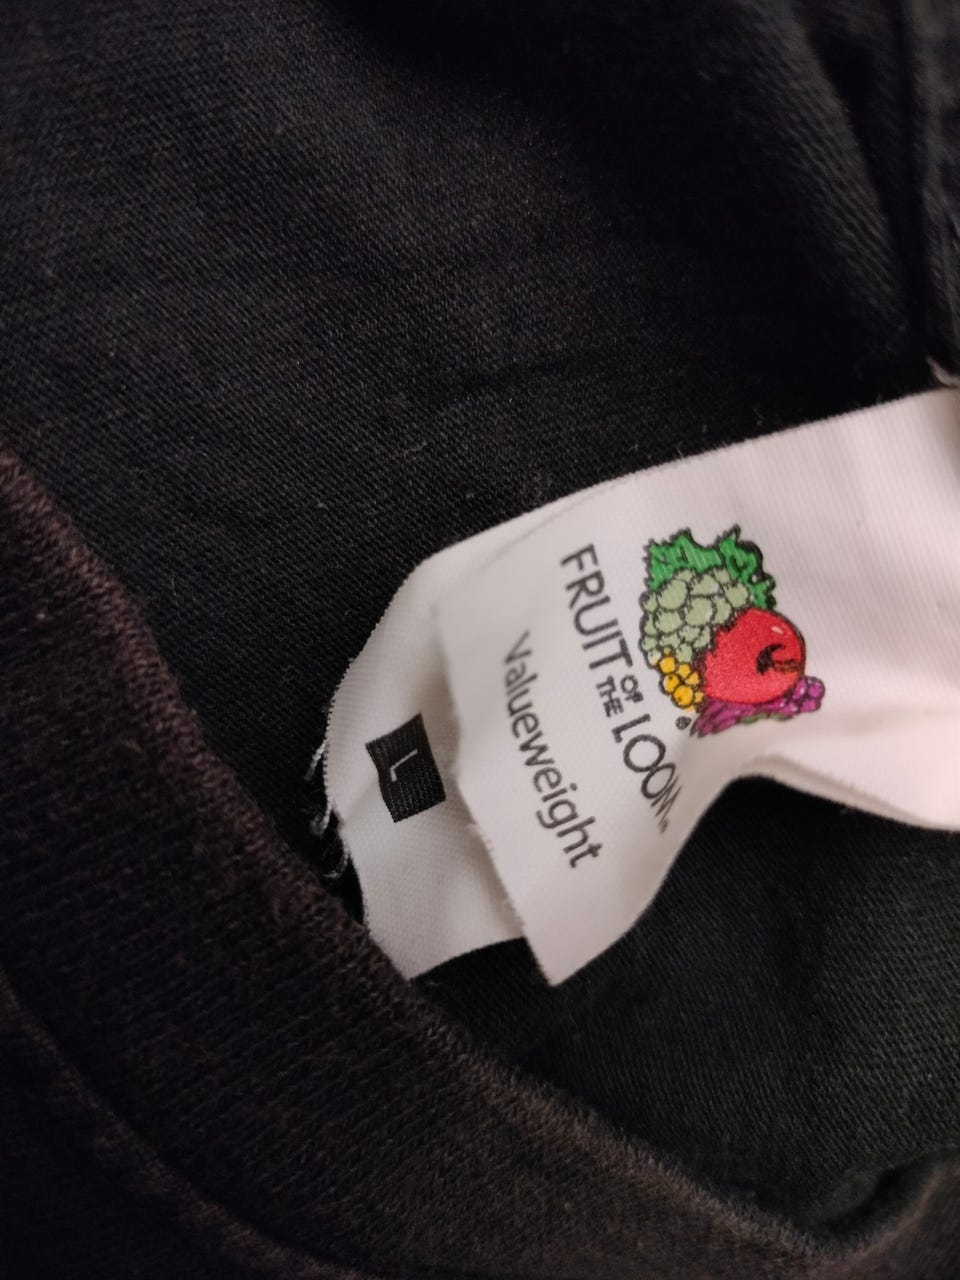 FRUIT OF THE LOOM®
Valueweight
L